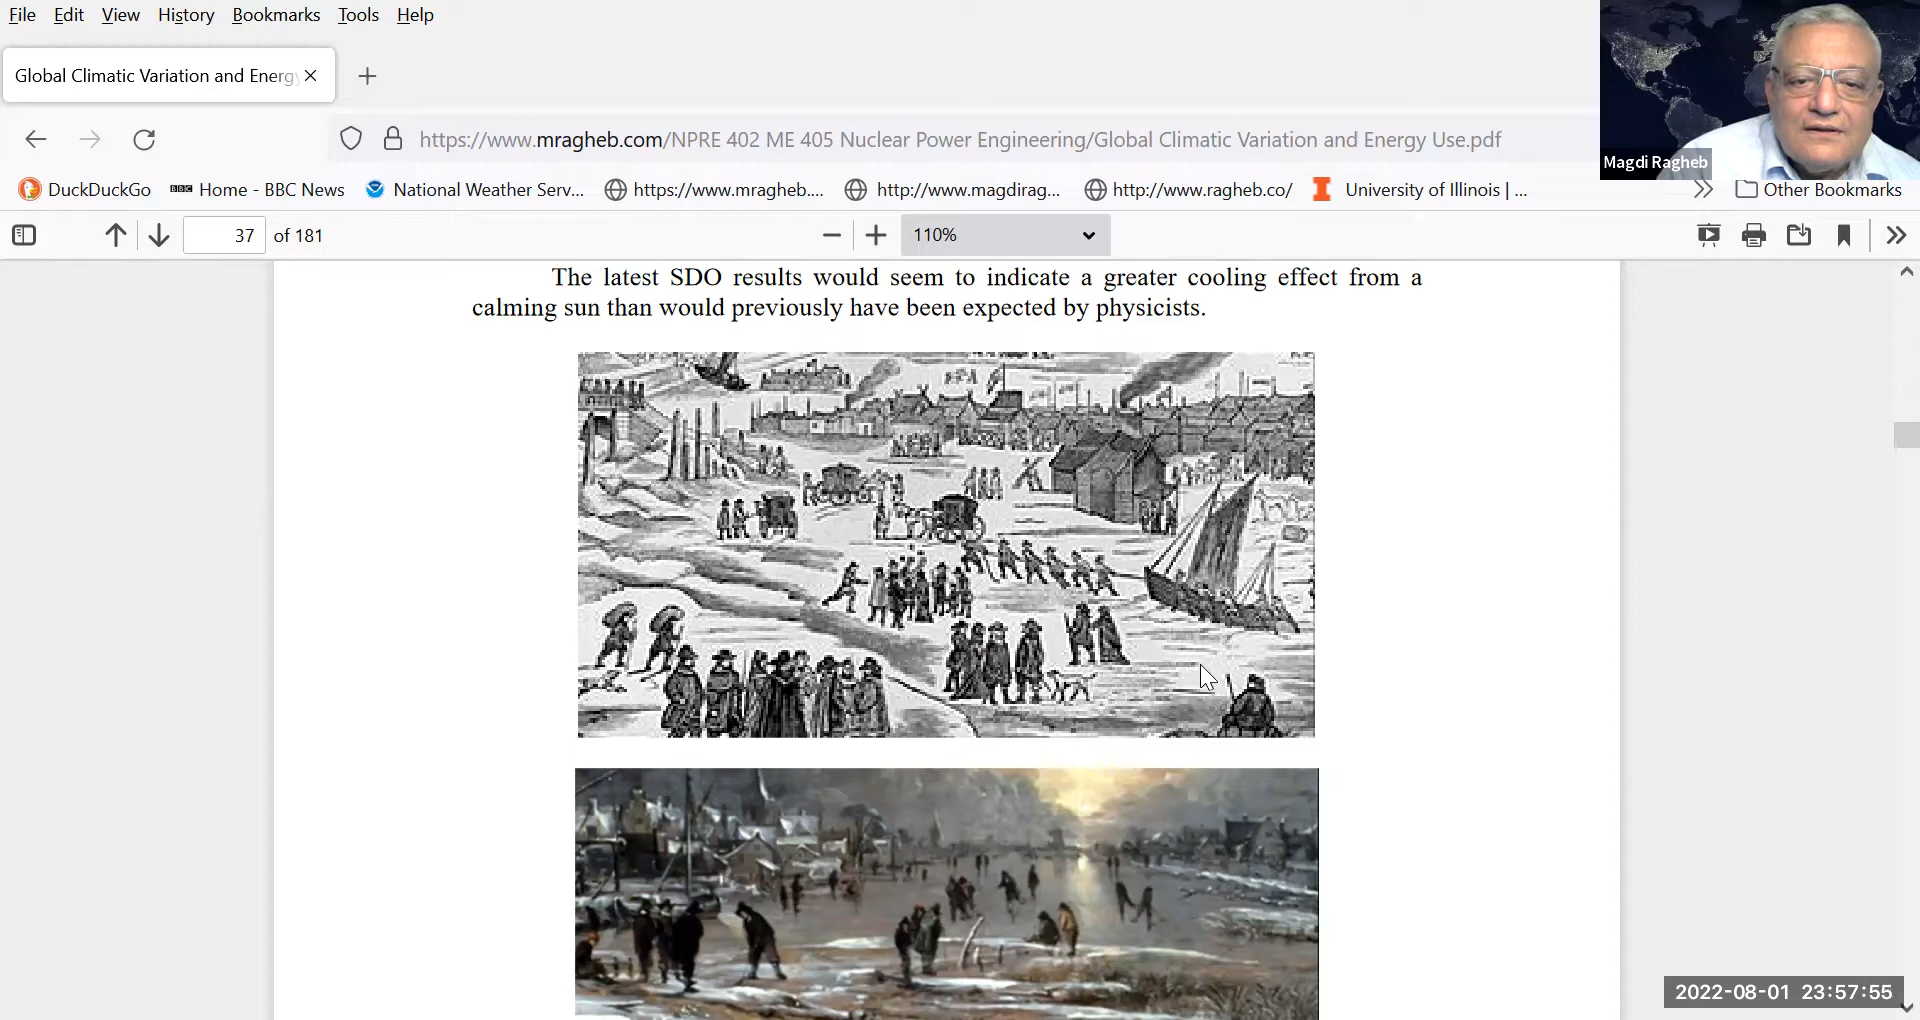 File Edit View History Bookmarks Tools Help
Global Climatic Variation and Energ
https://www.mragheb.com/NPRE 402 ME 405 Nuclear Power Engineering/Global Climatic Variation and Energy Use.pdf
Magdi Ragheb
DuckDuckGo BBC Home - BBC News National Weather Serv... https://www.mragheb.... http://www.magdirag... http://www.ragheb.co/ I University of Illinois | ... Other Bookmarks
37 of 181 110%
The latest SDO results would seem to indicate a greater cooling effect from a
calming sun than would previously have been expected by physicists.
2022-08-01 23:57:55